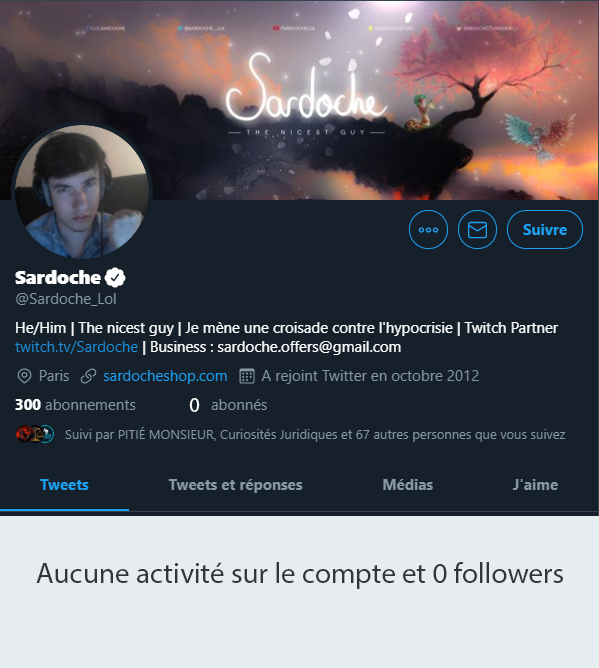 /LOLSARDOCHE @SARDOCHE_LOL /SARDOCHELOL
Sardoche
THE NICEST GUY
Sardoche
@Sardoche_Lol
He/Him | The nicest guy | Je mène une croisade contre l'hypocrisie | Twitch Partner
twitch.tv/Sardoche | Business : sardoche.offers@gmail.com
Paris sardocheshop.com A rejoint Twitter en octobre 2012
300 abonnements 0 abonnés
Suivi par PITIÉ MONSIEUR, Curiosités Juridiques et 67 autres personnes que vous suivez
Suivre
Tweets Tweets et réponses Médias J'aime
Aucune activité sur le compte et 0 followers